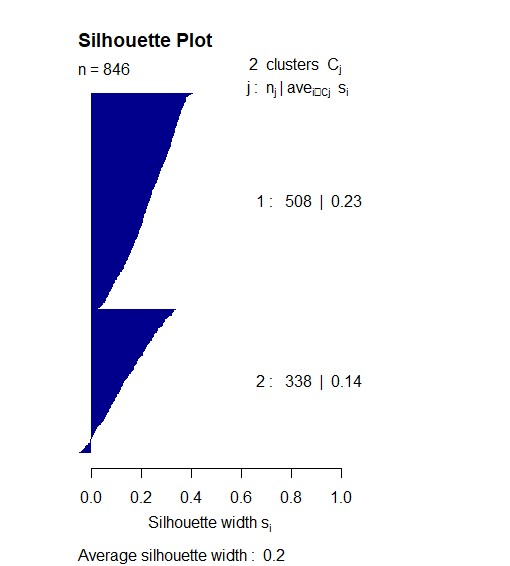 Silhouette Plot
n = 846
2 clusters Cj
j : nj | avei□Cj si
1 : 508 | 0.23
2 : 338 | 0.14
0.0 0.2 0.4 0.6 0.8 1.0
Silhouette width si
Average silhouette width : 0.2